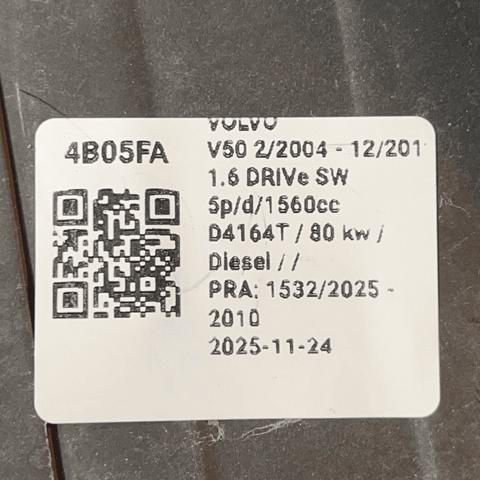 VOLVO
4B05FA
V50 2/2004 - 12/201
1.6 DRIVe SW
5p/d/1560cc
D4164T / 80 kw /
Diesel / /
PRA: 1532/2025 -
2010
2025-11-24